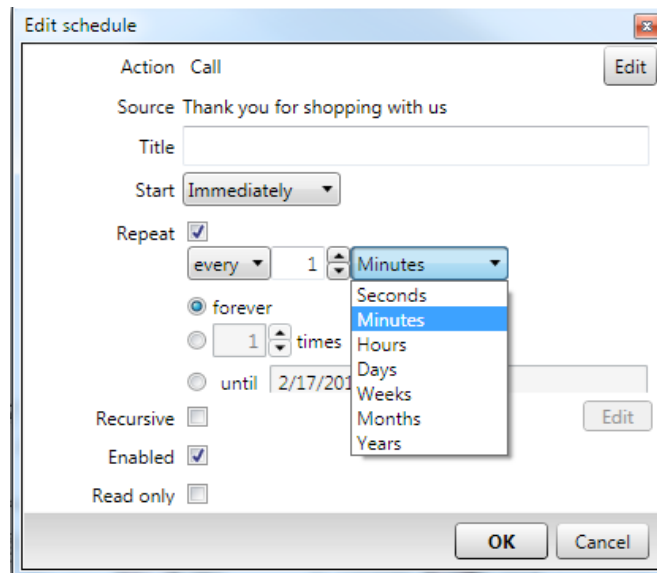 Edit schedule
Action Call Edit
Source Thank you for shopping with us
Title
Start Immediately
Repeat
every 1 Minutes
Seconds
forever
Minutes
1 times
Hours
Days
until 2/17/201
Weeks
Recursive Months Edit
Years
Enabled
Read only
OK Cancel